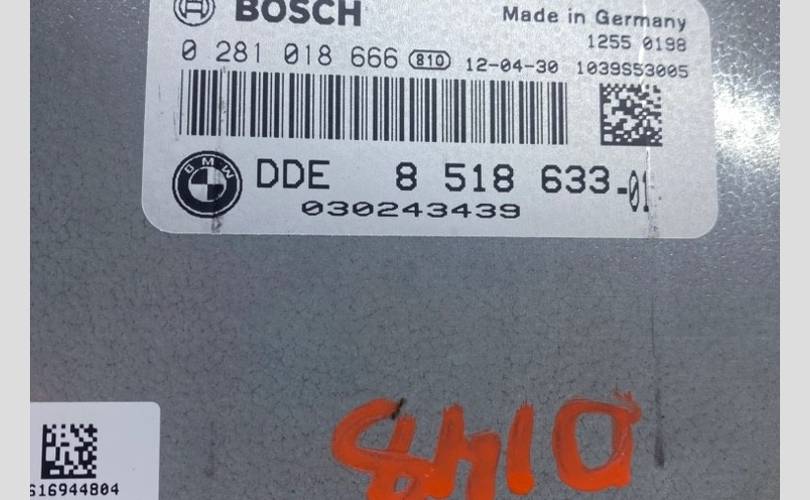 BOSCH
Made in Germany
1255 0198
0 281 018 666 810 12-04-30 1039S53005
BMW
DDE 8 518 633-01
030243439
616944804